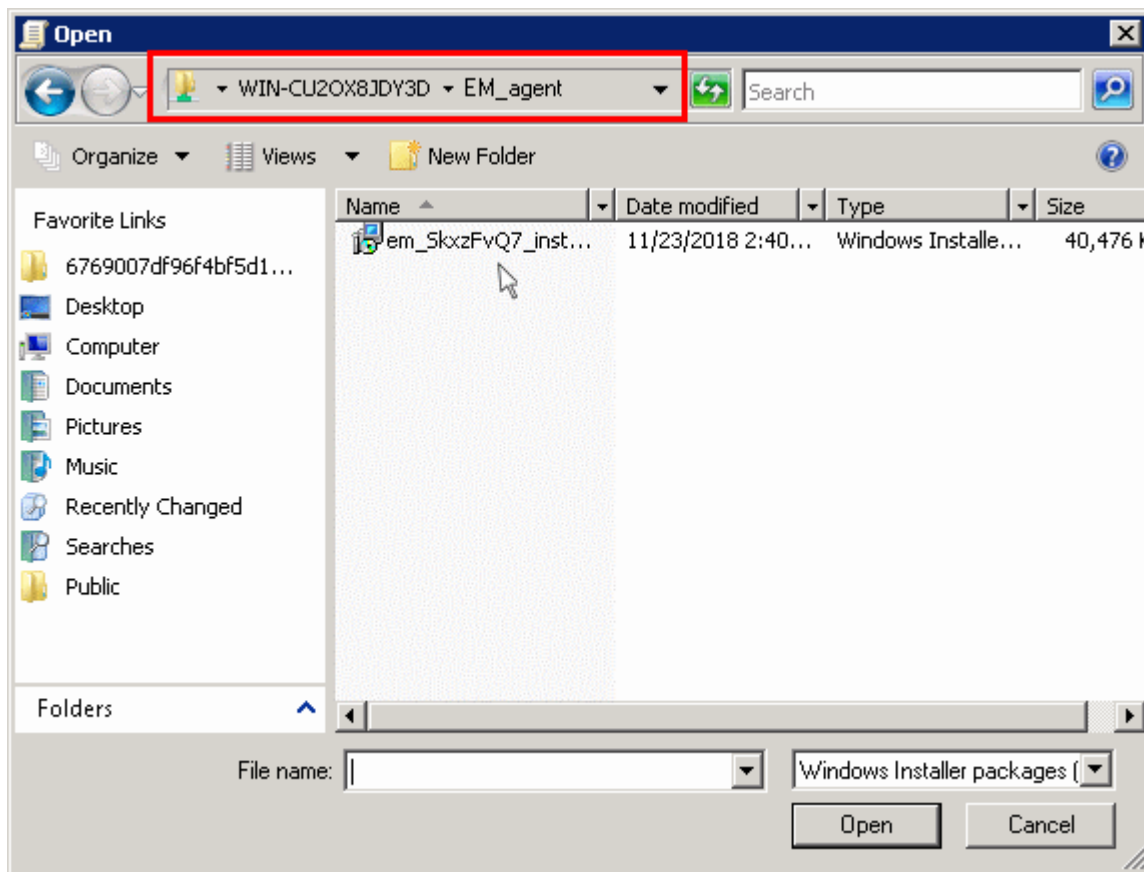 Open
WIN-CU2OX8JDY3D EM_agent Search
Organize Views New Folder
Favorite Links
6769007df96f4bf5d1...
Desktop
Computer
Documents
Pictures
Music
Recently Changed
Searches
Public
Folders
Name Date modified Type Size
em_5kxzFvQ7_inst... 11/23/2018 2:40... Windows Installe... 40,476 K
File name: Windows Installer packages (
Open Cancel